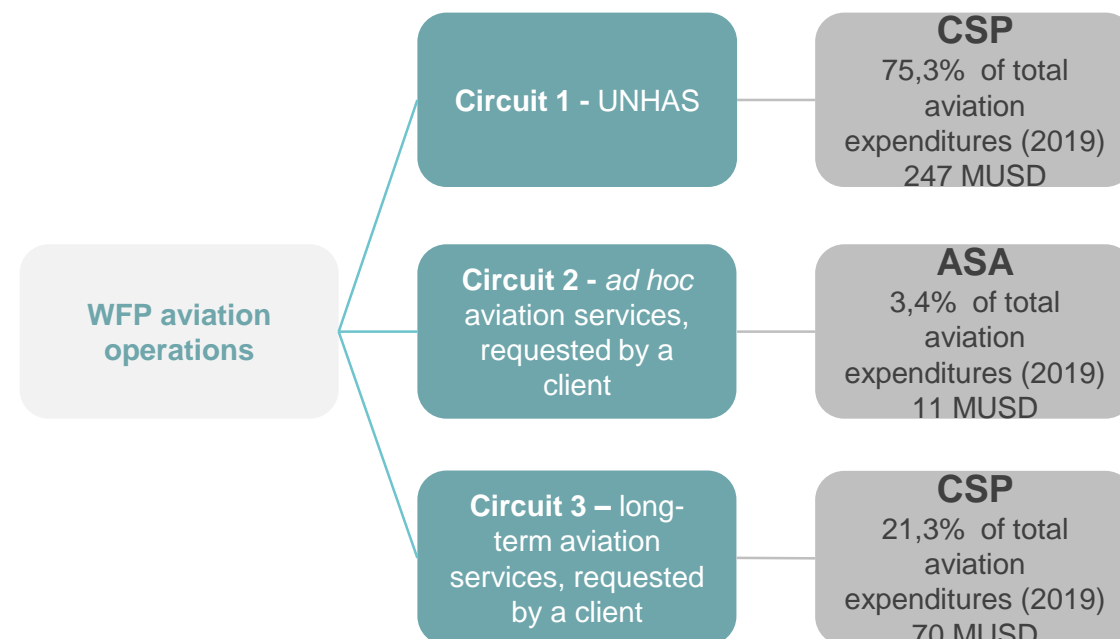 WFP aviation
operations
Circuit 1 - UNHAS
CSP
75,3% of total
aviation
expenditures (2019)
247 MUSD
Circuit 2 - ad hoc
aviation services,
requested by a
client
ASA
3,4% of total
aviation
expenditures (2019)
11 MUSD
Circuit 3 – long-
term aviation
services, requested
by a client
CSP
21,3% of total
aviation
expenditures (2019)
70 MUSD